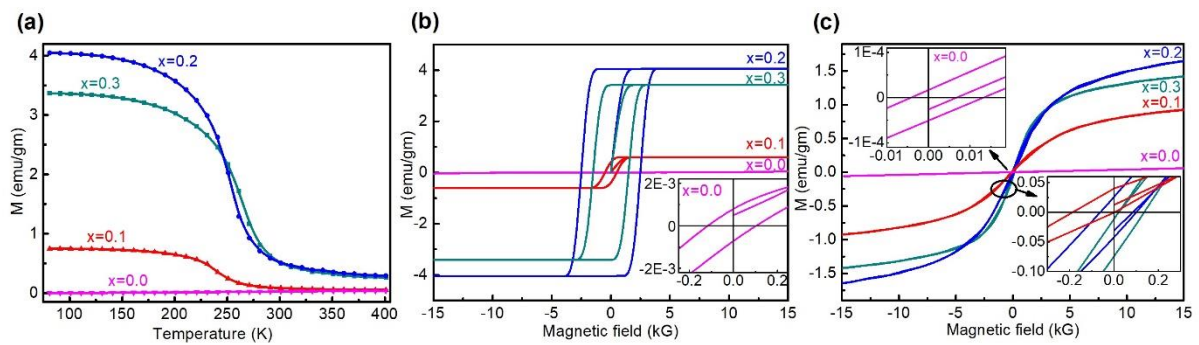 (a)
4
3
2
1
0
M (emu/gm)
x=0.2
x=0.3
x=0.1
x=0.0
100 150 200 250 300 350 400
Temperature (K)
(b)
6
4
2
0
-2
-4
M (emu/gm)
x=0.2
x=0.3
x=0.1
x=0.0
2E-3
x=0.0
-2E-3
-0.2 0.0 0.2
-15 -10 -5 0 5 10 15
Magnetic field (kG)
(c)
1.5
1.0
0.5
0.0
-0.5
-1.0
-1.5
M (emu/gm)
1E-4
x=0.0
0
-1E-4
-0.01 0.00 0.01
x=0.2
x=0.3
x=0.1
x=0.0
0.05
0.00
-0.05
-0.10
-0.2 0.0 0.2
-15 -10 -5 0 5 10 15
Magnetic field (kG)